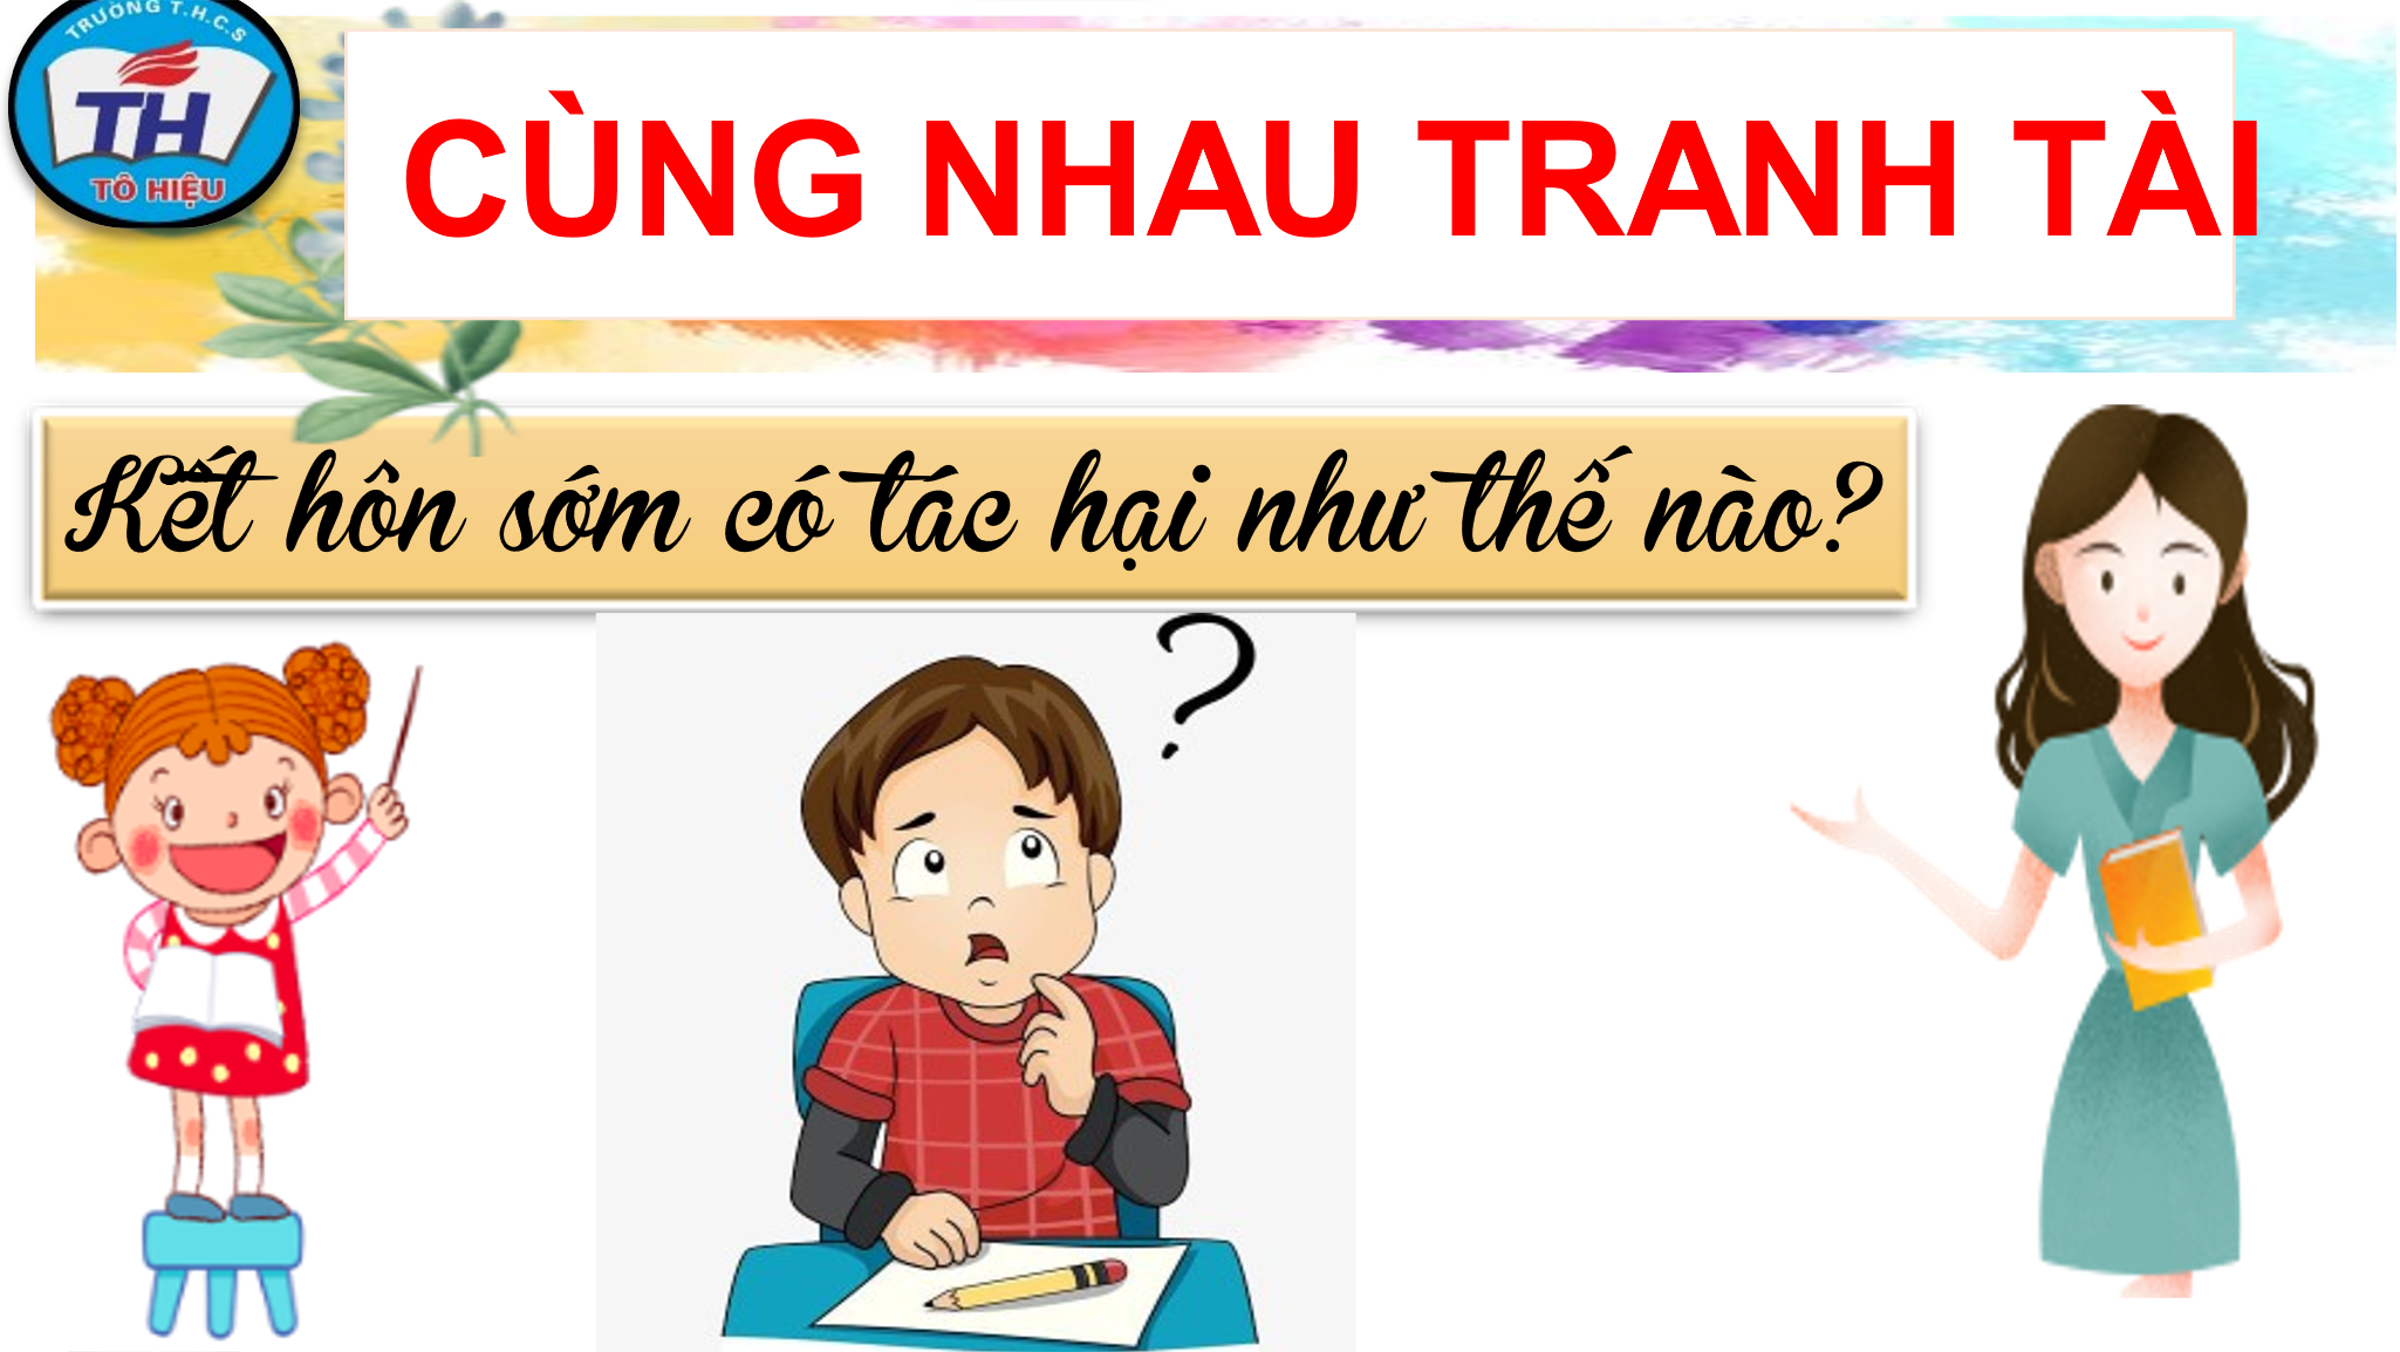 TRƯỜNG T.H.C.S
TH
TÔ HIỆU
CÙNG NHAU TRANH TÀI
Kết hôn sớm có tác hại như thế nào?
?